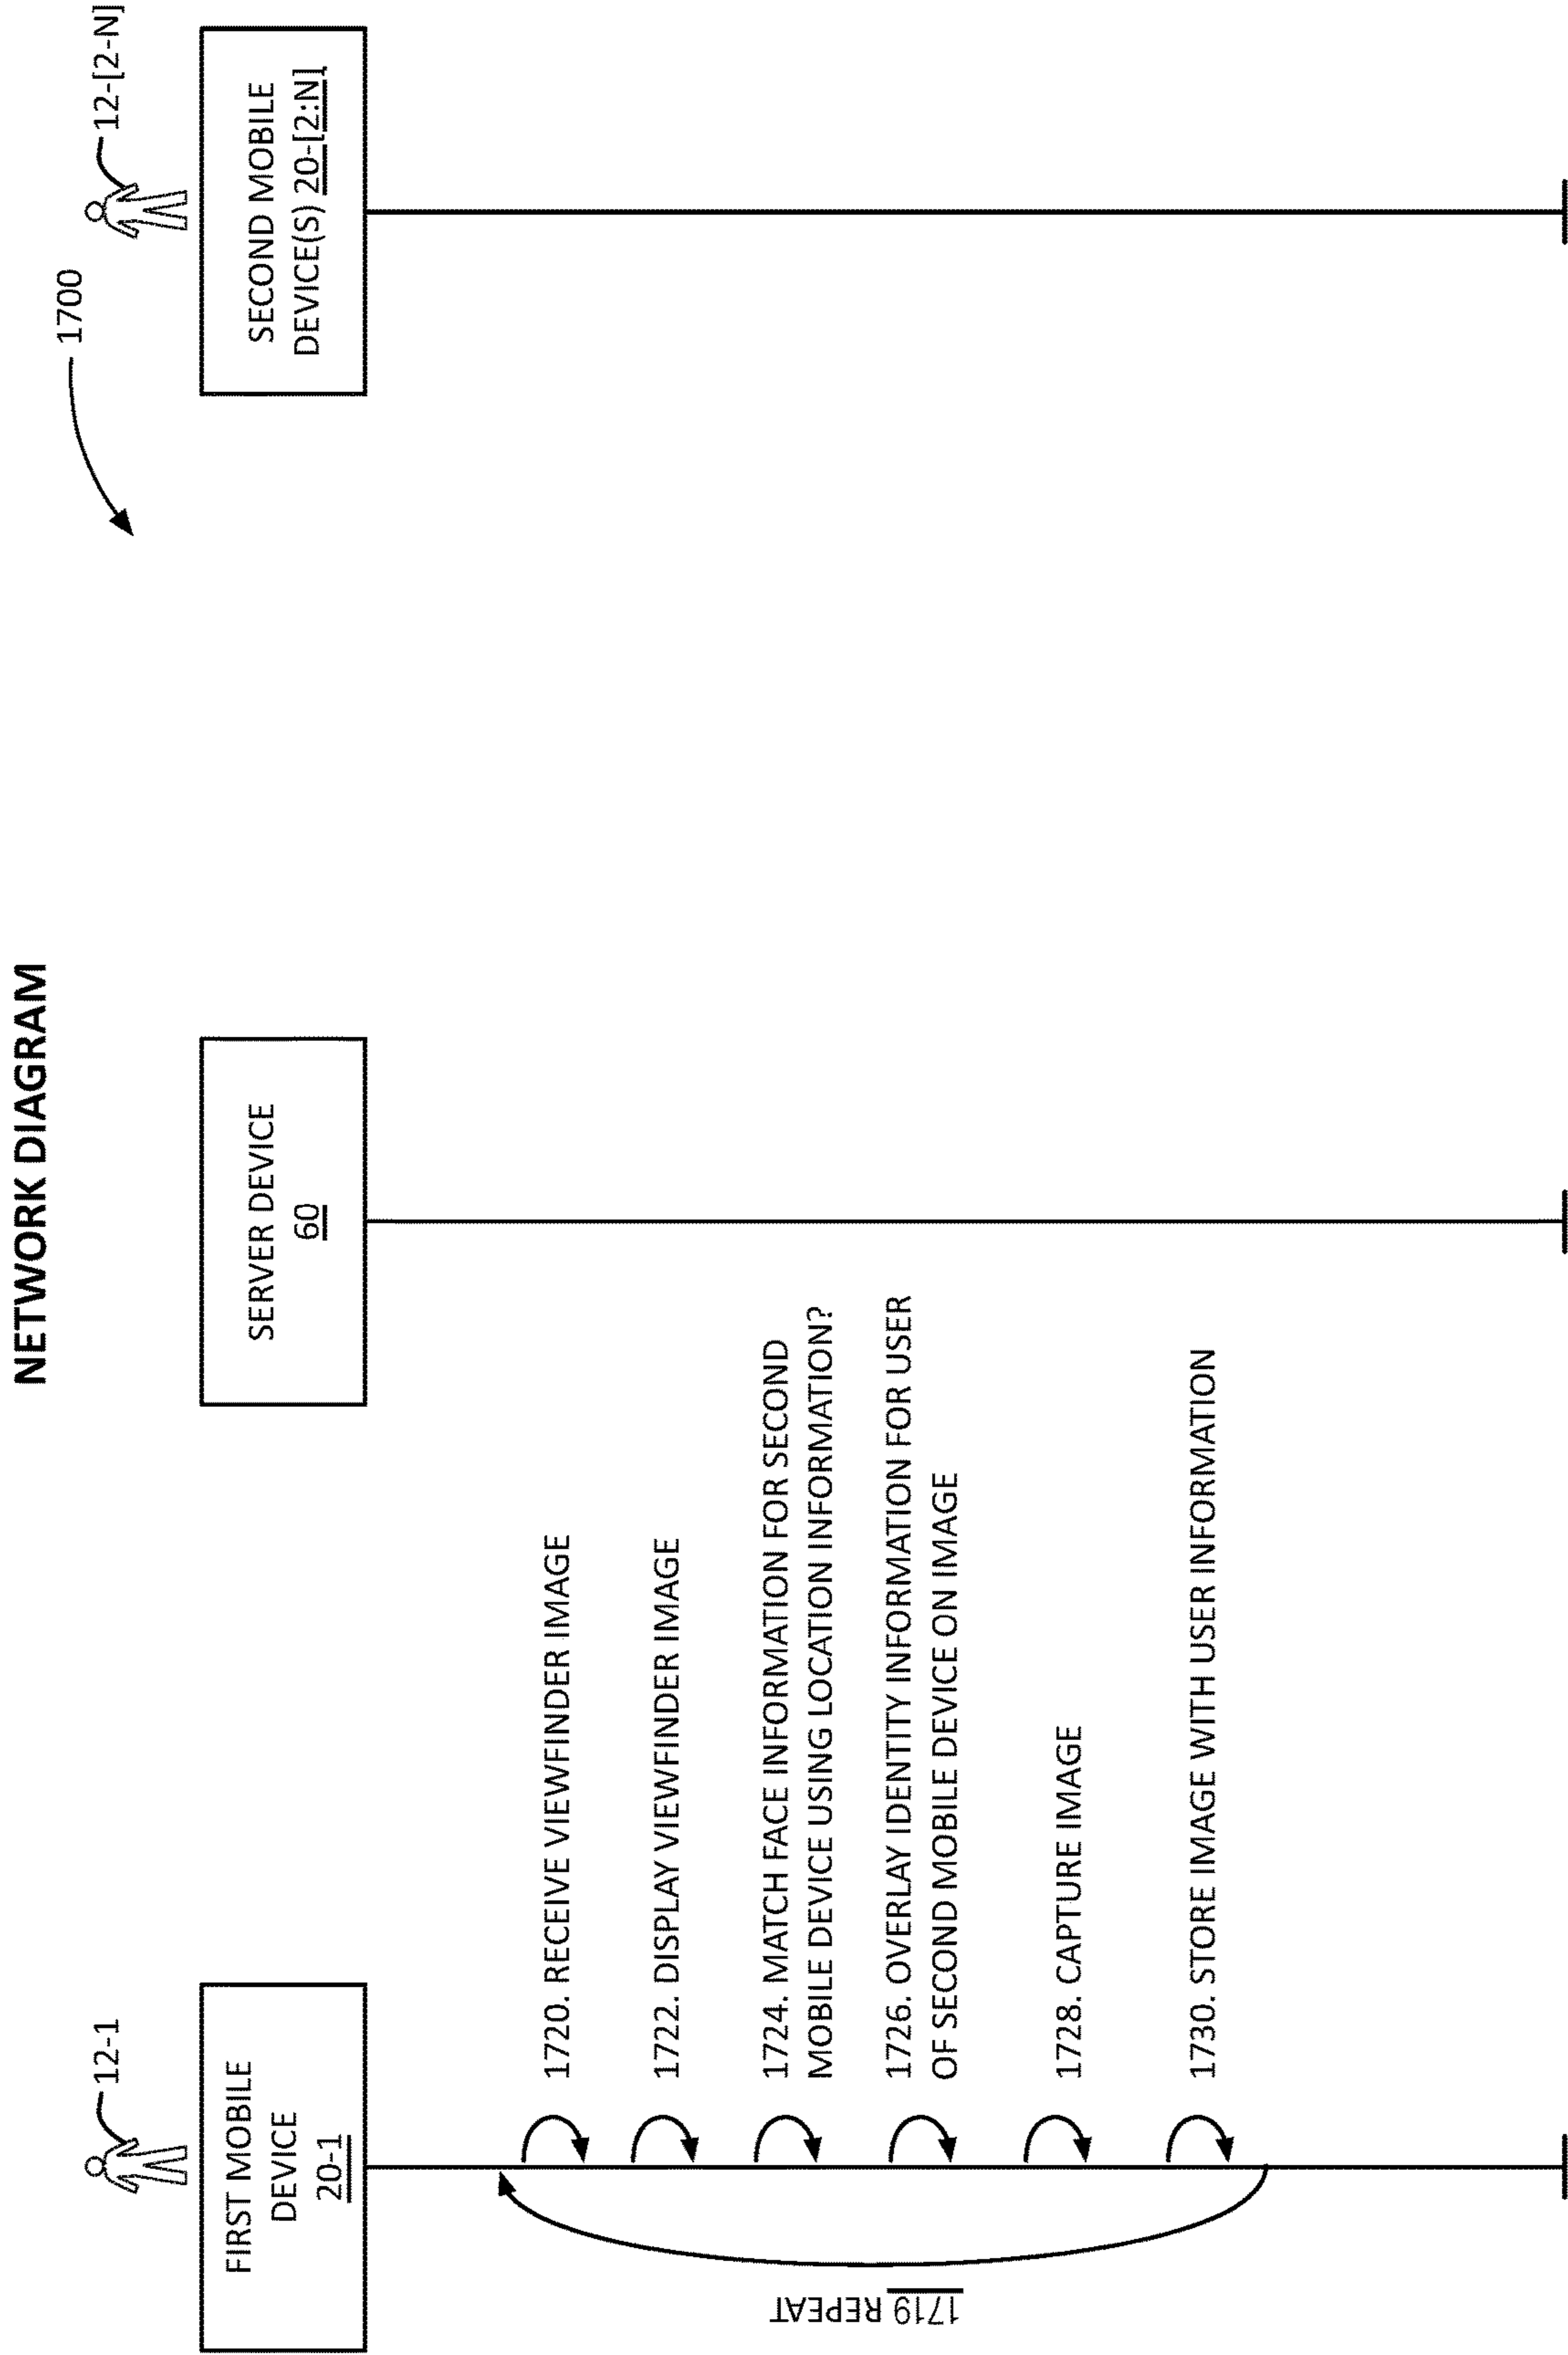 NETWORK DIAGRAM
1700
12-1
12-[2-N]
FIRST MOBILE
DEVICE
20-1
SERVER DEVICE
60
SECOND MOBILE
DEVICE(S) 20-[2:N]
1719 REPEAT
1720. RECEIVE VIEWFINDER IMAGE
1722. DISPLAY VIEWFINDER IMAGE
1724. MATCH FACE INFORMATION FOR SECOND
MOBILE DEVICE USING LOCATION INFORMATION?
1726. OVERLAY IDENTITY INFORMATION FOR USER
OF SECOND MOBILE DEVICE ON IMAGE
1728. CAPTURE IMAGE
1730. STORE IMAGE WITH USER INFORMATION